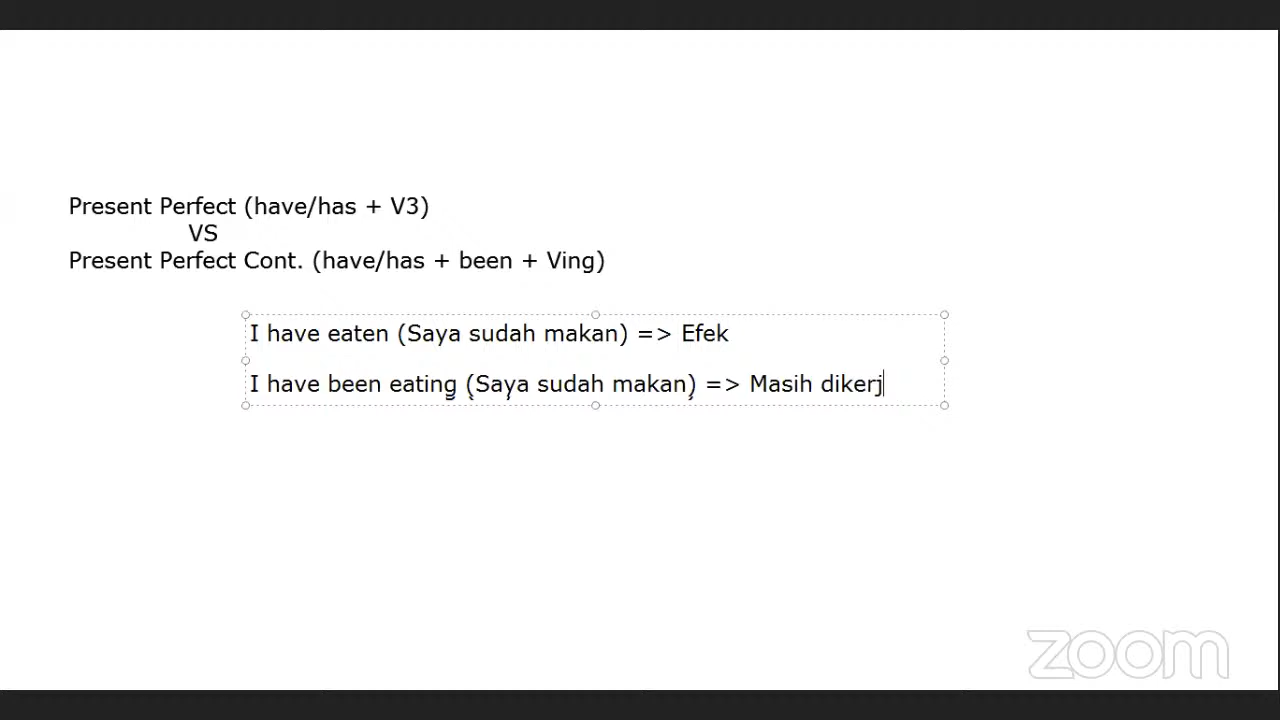 Present Perfect (have/has + V3)
VS
Present Perfect Cont. (have/has + been + Ving)
I have eaten (Saya sudah makan) => Efek
I have been eating (Saya sudah makan) => Masih dikerj
zoom